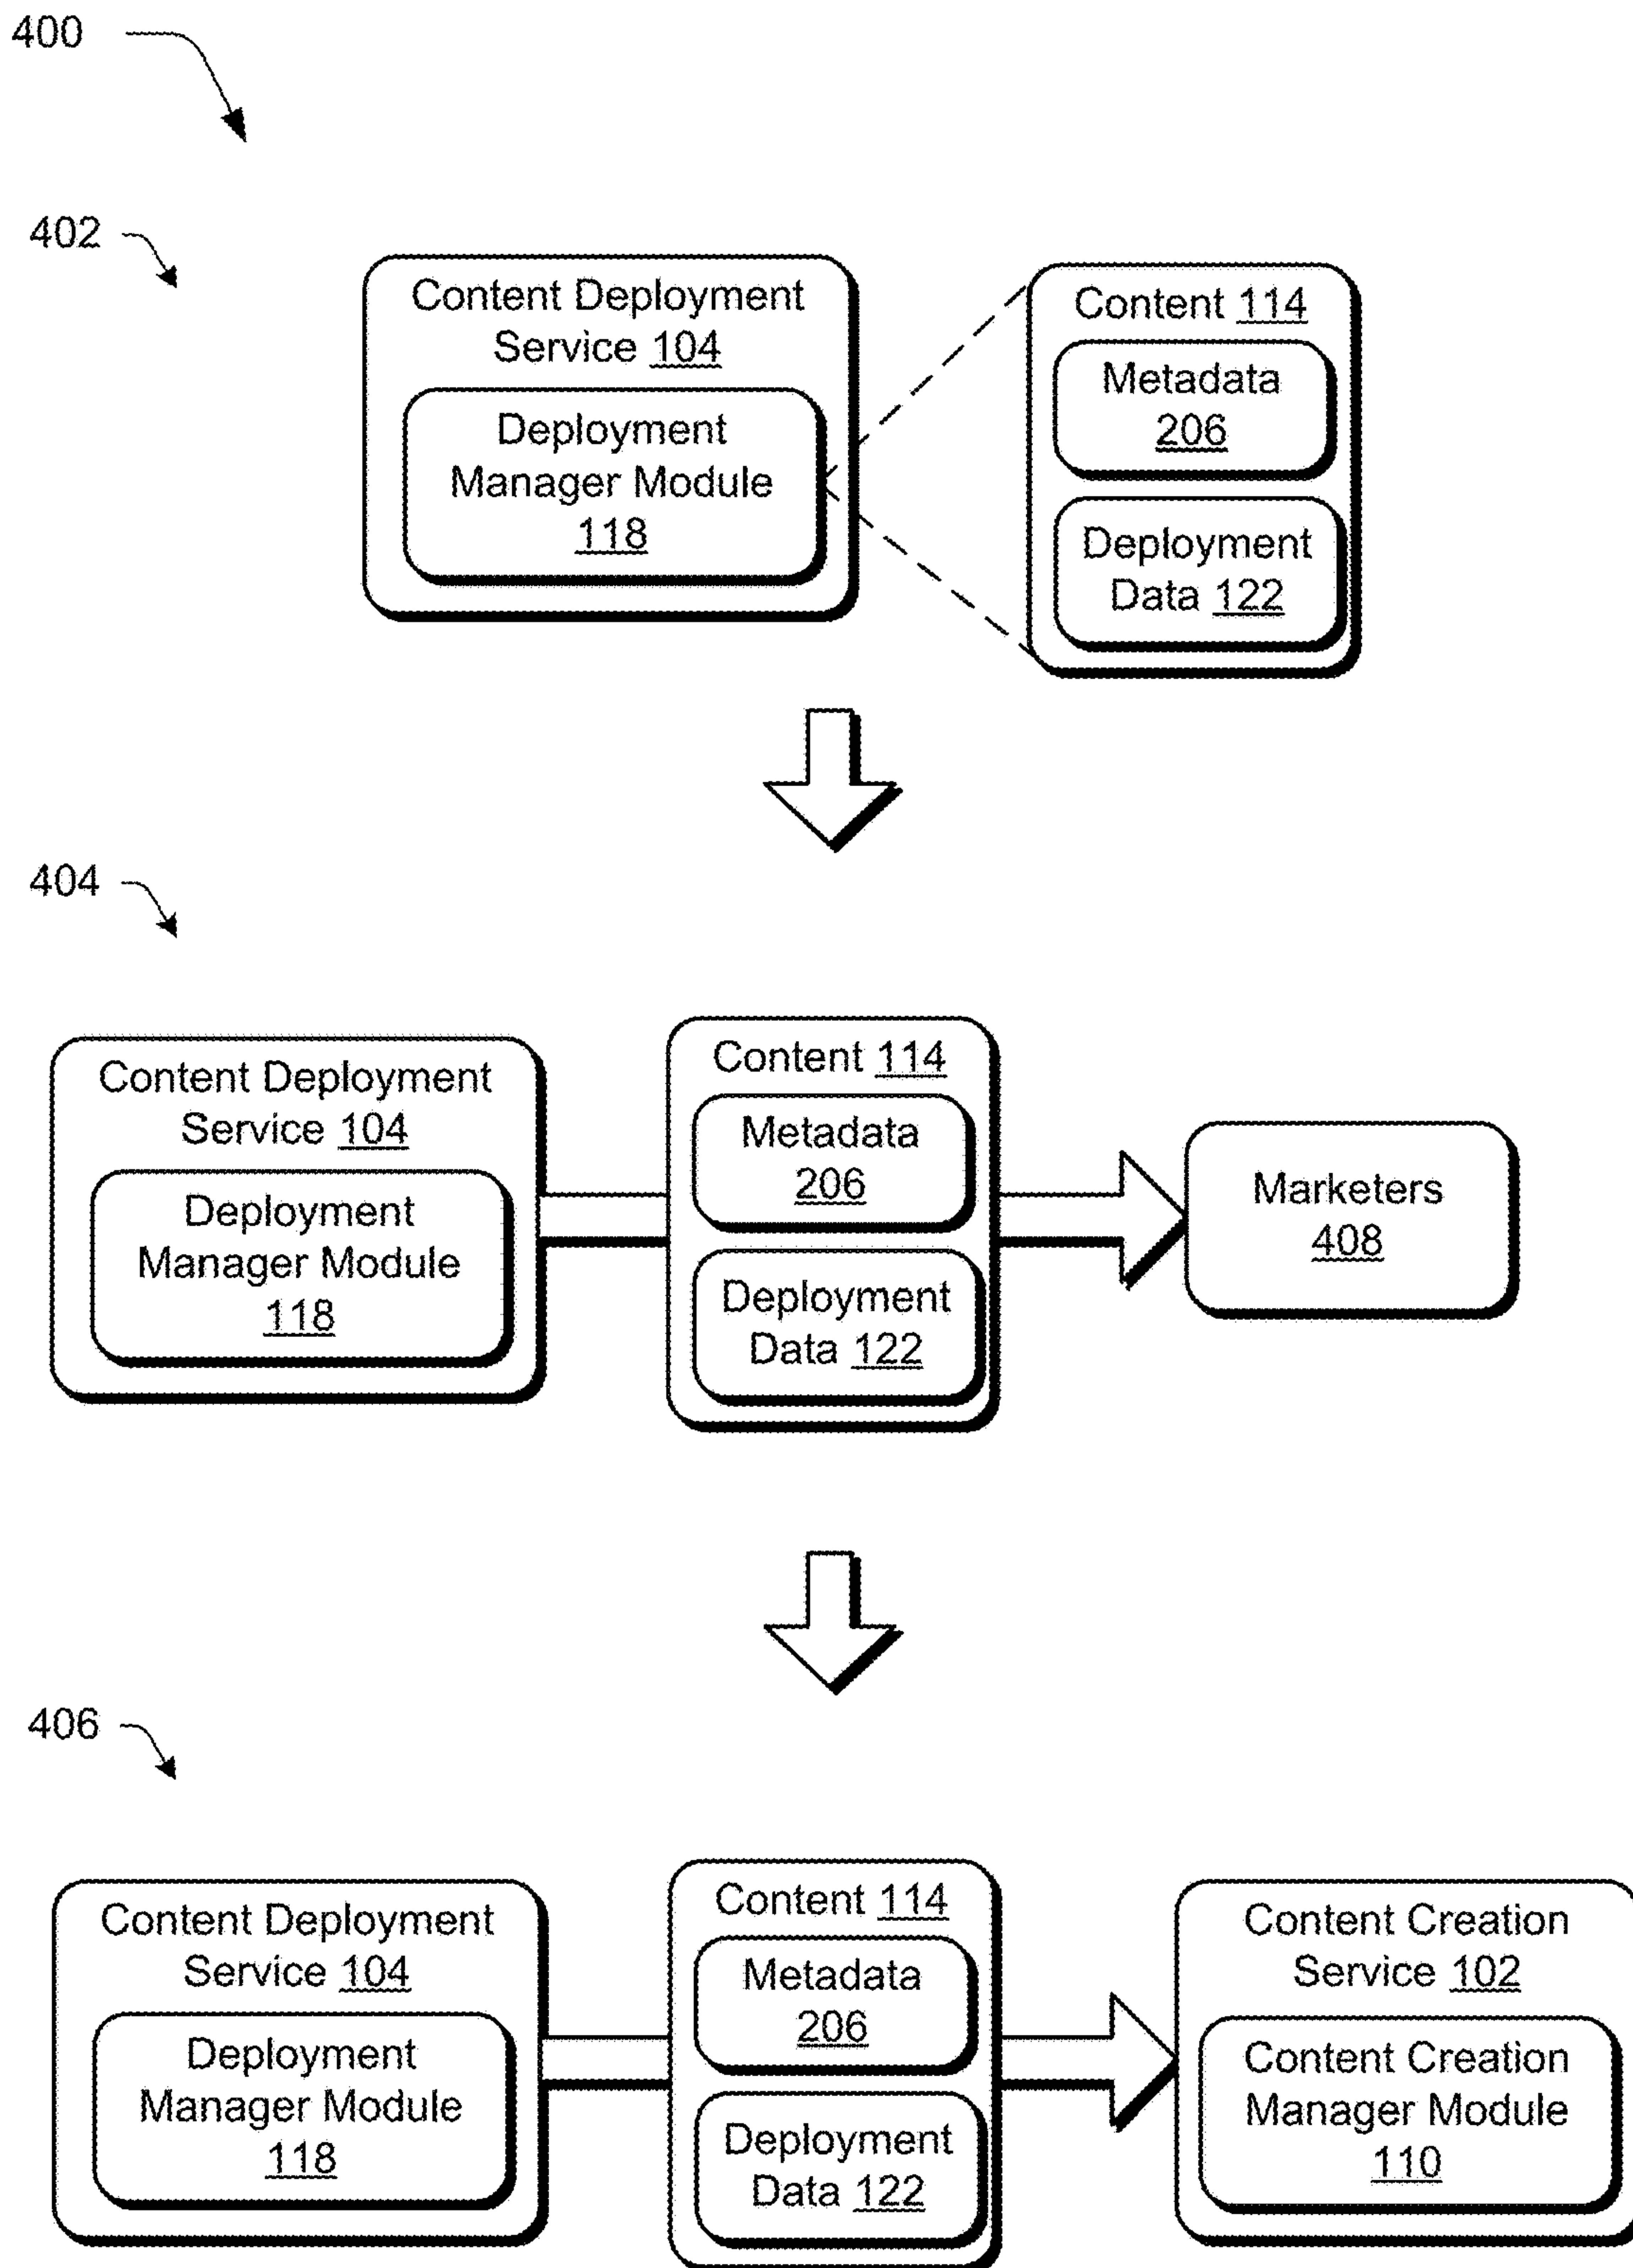 400
402
Content Deployment
Service 104
Deployment
Manager Module
118
Content 114
Metadata
206
Deployment
Data 122
404
Content Deployment
Service 104
Deployment
Manager Module
118
Content 114
Metadata
206
Deployment
Data 122
Marketers
408
406
Content Deployment
Service 104
Deployment
Manager Module
118
Content 114
Metadata
206
Deployment
Data 122
Content Creation
Service 102
Content Creation
Manager Module
110